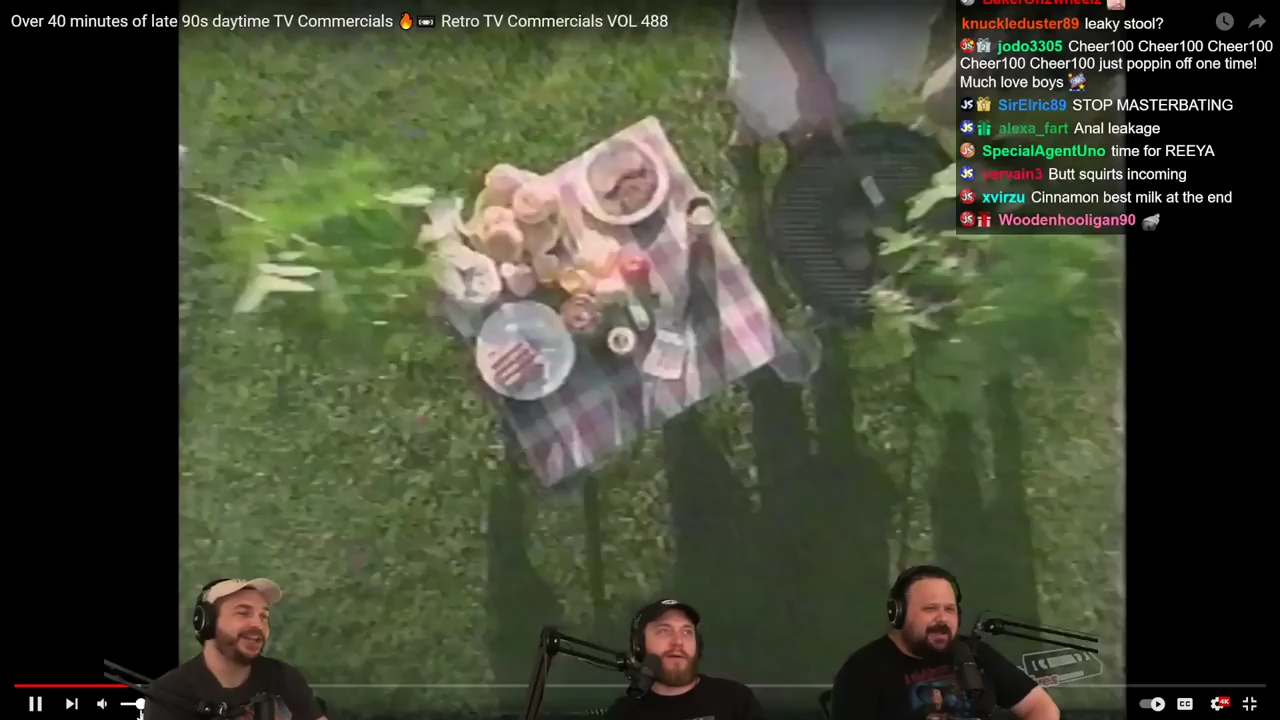 Over 40 minutes of late 90s daytime TV Commercials 🔥📼 Retro TV Commercials VOL 488
knuckleduster89 leaky stool?
jodo3305 Cheer100 Cheer100 Cheer100
Cheer100 Cheer100 just poppin off one time!
Much love boys
SirElric89 STOP MASTERBATING
alexa_fart Anal leakage
SpecialAgentUno time for REEYA
vervain3 Butt squirts incoming
xvirzu Cinnamon best milk at the end
Woodenhooligan90
CC
4K